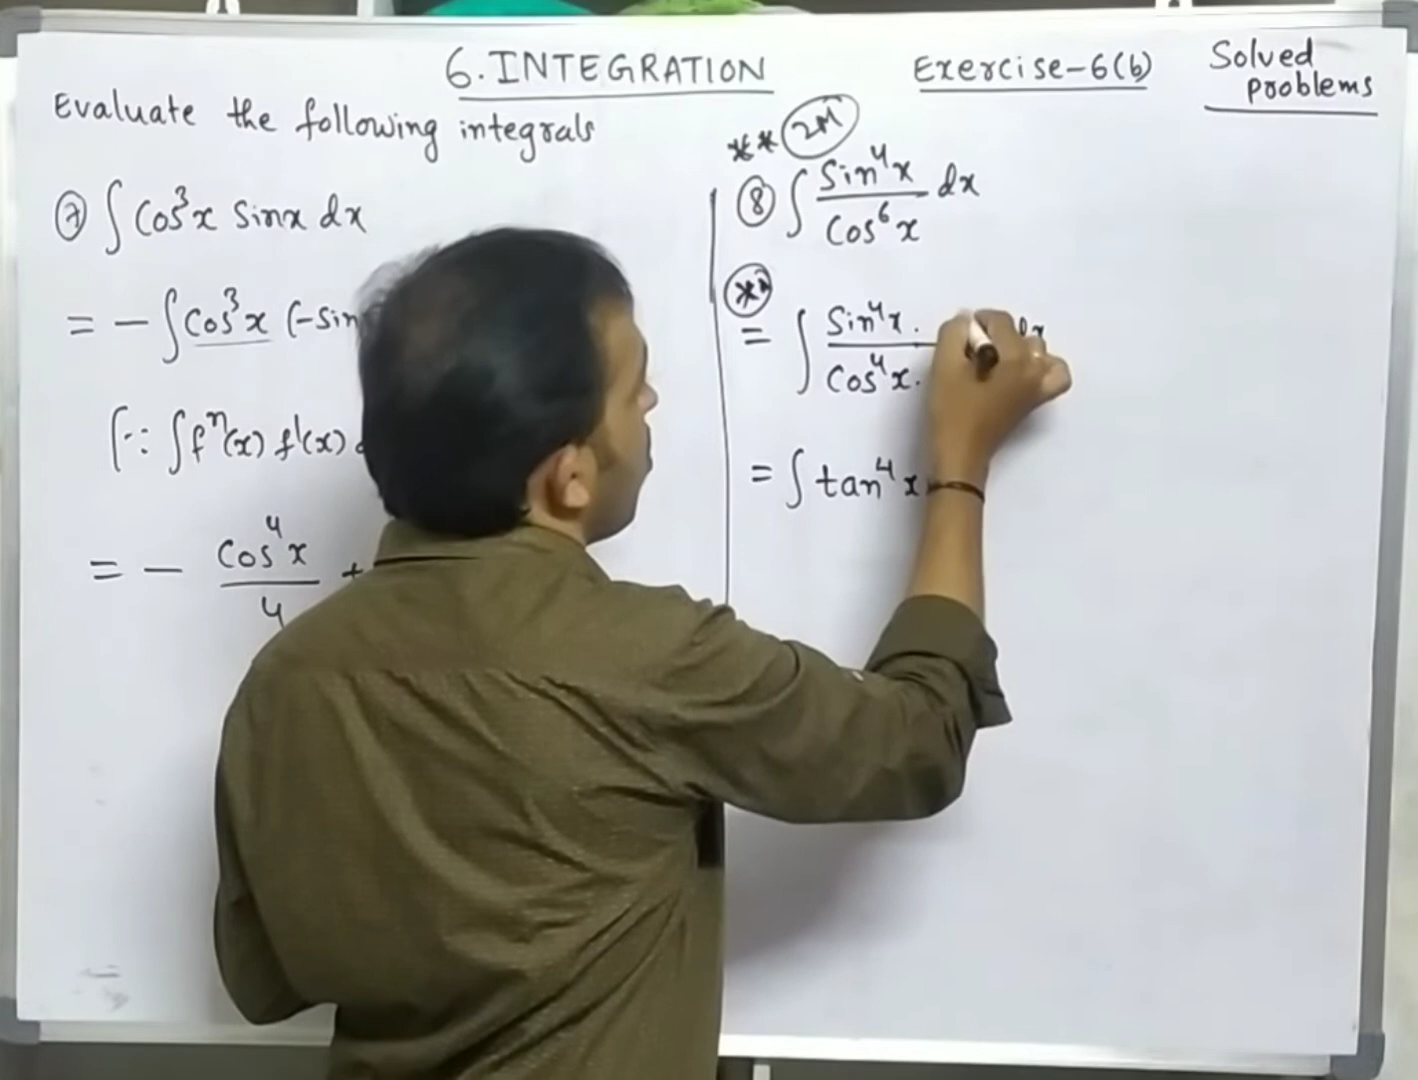 6. INTEGRATION
Exercise-6(b)
Solved problems
Evaluate the following integrals
⑦ ∫ Cos³x Sinx dx
= - ∫ Cos³x (-Sin
[∵ ∫ fⁿ(x) f'(x)
= - Cos⁴x / 4 +
** 2M
⑧ ∫ Sin⁴x / Cos⁶x dx
**
= ∫ Sin⁴x . / Cos⁴x . dx
= ∫ tan⁴x